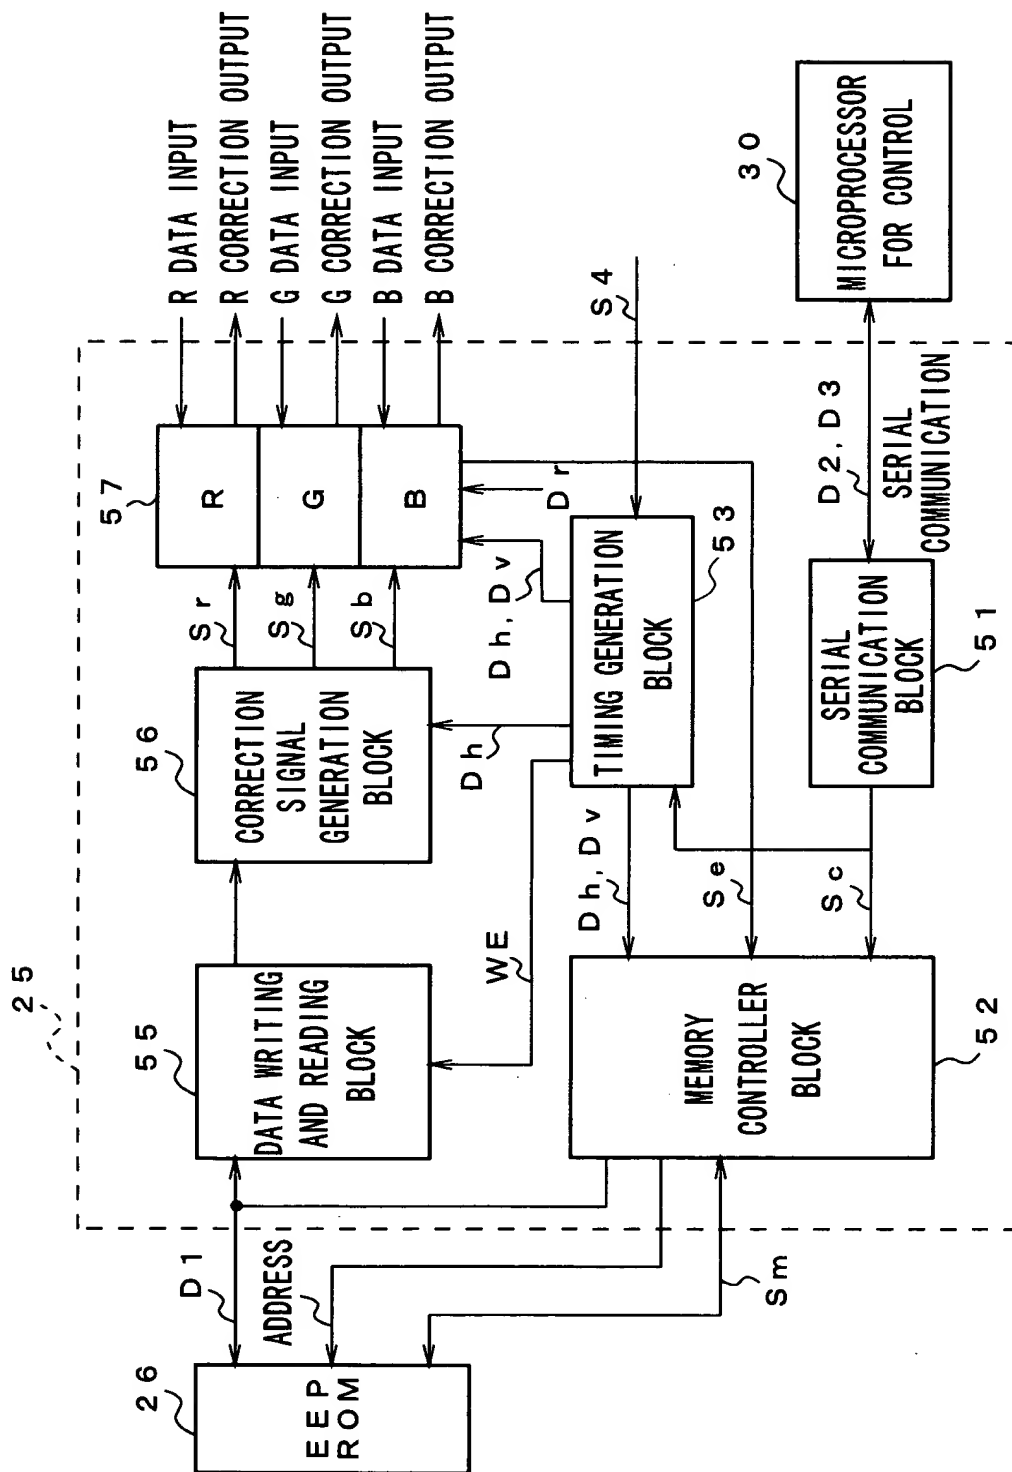 25
26
EEP
ROM
D1
ADDRESS
Sm
55
DATA WRITING
AND READING
BLOCK
56
CORRECTION
SIGNAL
GENERATION
BLOCK
Sr
Sg
Sb
57
R
G
B
R DATA INPUT
R CORRECTION OUTPUT
G DATA INPUT
G CORRECTION OUTPUT
B DATA INPUT
B CORRECTION OUTPUT
WE
Dh
Dh, Dv
Dr
S4
MEMORY
CONTROLLER
BLOCK
52
Dh, Dv
Se
Sc
TIMING GENERATION
BLOCK
53
SERIAL
COMMUNICATION
BLOCK
51
D2, D3
SERIAL
COMMUNICATION
30
MICROPROCESSOR
FOR CONTROL